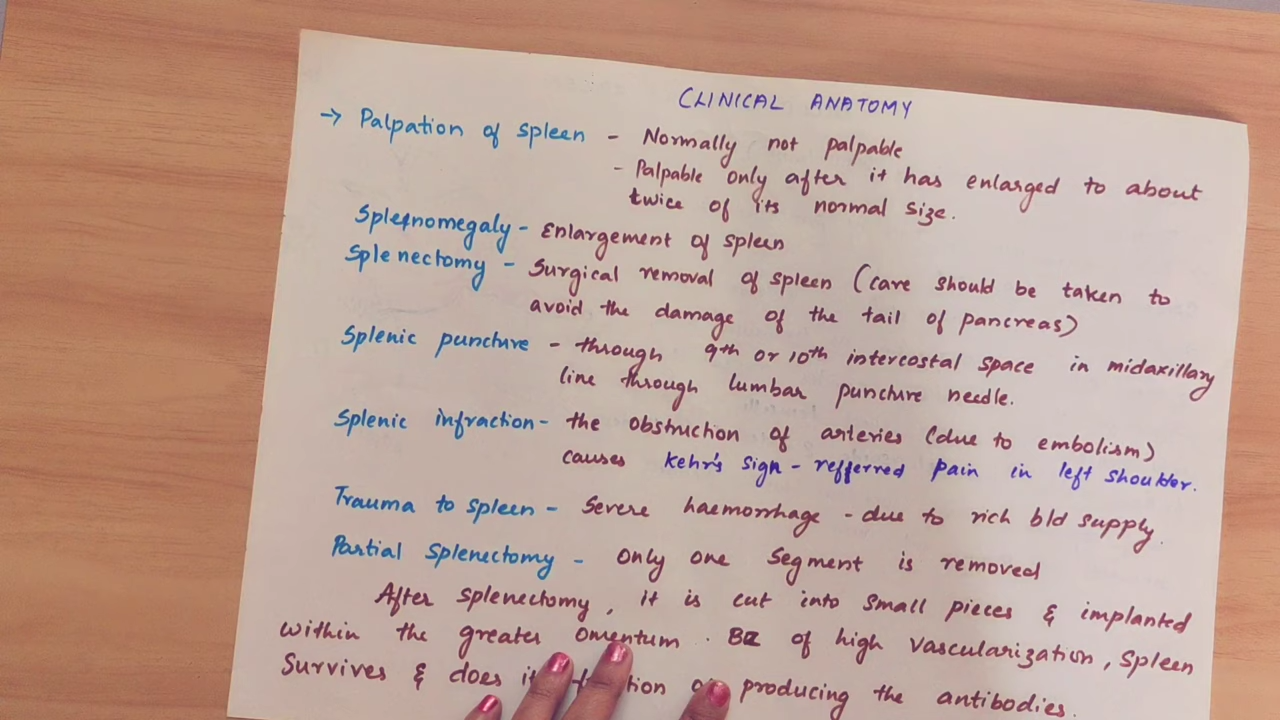 CLINICAL ANATOMY
→ Palpation of spleen - Normally not palpable
- Palpable only after it has enlarged to about
twice of its normal size.
Splenomegaly - Enlargement of spleen
Splenectomy - Surgical removal of spleen (care should be taken to
avoid the damage of the tail of pancreas)
Splenic puncture - through 9th or 10th intercostal space in midaxillary
line through lumbar puncture needle.
Splenic infraction - the obstruction of arteries (due to embolism)
causes kehr's sign - refferred pain in left shoulder.
Trauma to spleen - Severe haemorrhage - due to rich bld supply.
Partial splenectomy - Only one segment is removed
After splenectomy, it is cut into small pieces & implanted
within the greater omentum. Bz of high vascularization, spleen
Survives & does producing the antibodies.